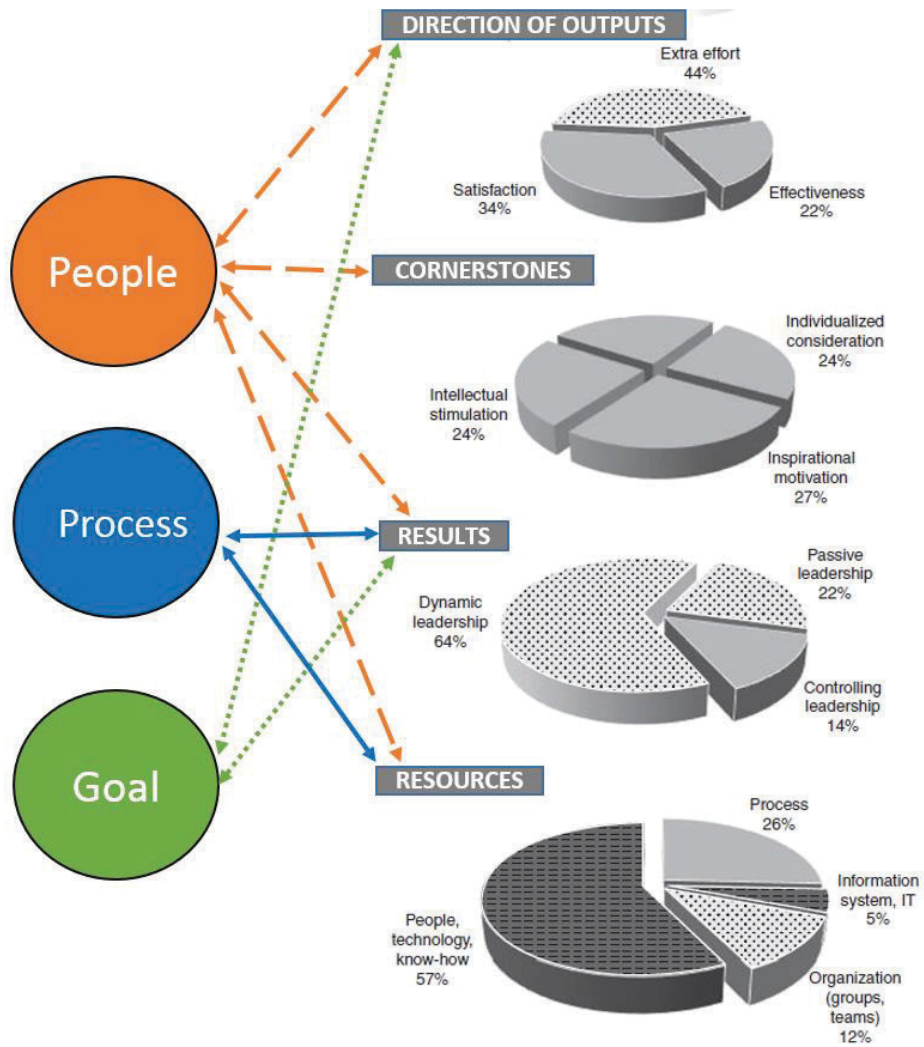 DIRECTION OF OUTPUTS
Extra effort
44%
Satisfaction
34%
Effectiveness
22%
People
CORNERSTONES
Individualized
consideration
24%
Intellectual
stimulation
24%
Inspirational
motivation
27%
Process
RESULTS
Passive
leadership
22%
Dynamic
leadership
64%
Controlling
leadership
14%
Goal
RESOURCES
Process
26%
Information
system, IT
5%
People,
technology,
know-how
57%
Organization
(groups,
teams)
12%